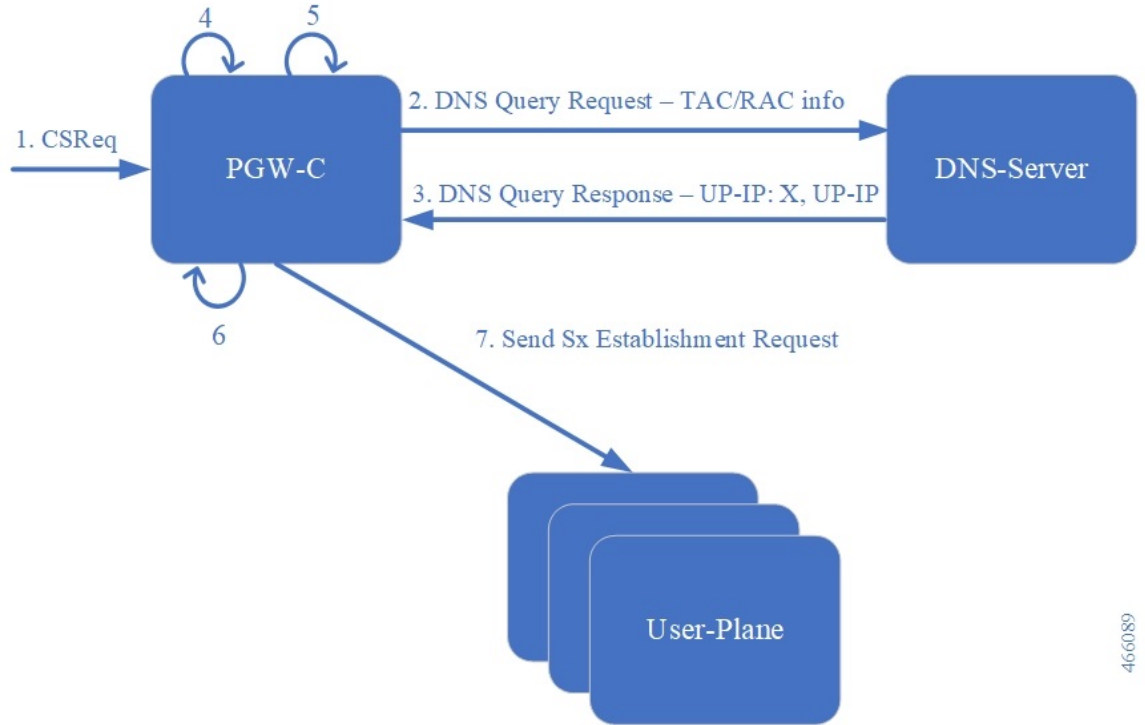 4
5
2. DNS Query Request – TAC/RAC info
1. CSReq
PGW-C
DNS-Server
3. DNS Query Response – UP-IP: X, UP-IP
6
7. Send Sx Establishment Request
User-Plane
466089